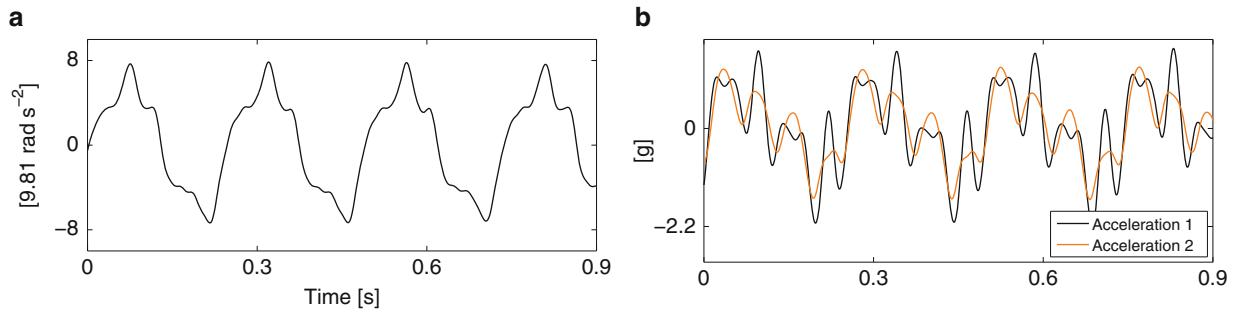 a
[9.81 rad s⁻²]
8
0
−8
0
0.3
0.6
0.9
Time [s]
b
[g]
0
−2.2
0
0.3
0.6
0.9
Acceleration 1
Acceleration 2